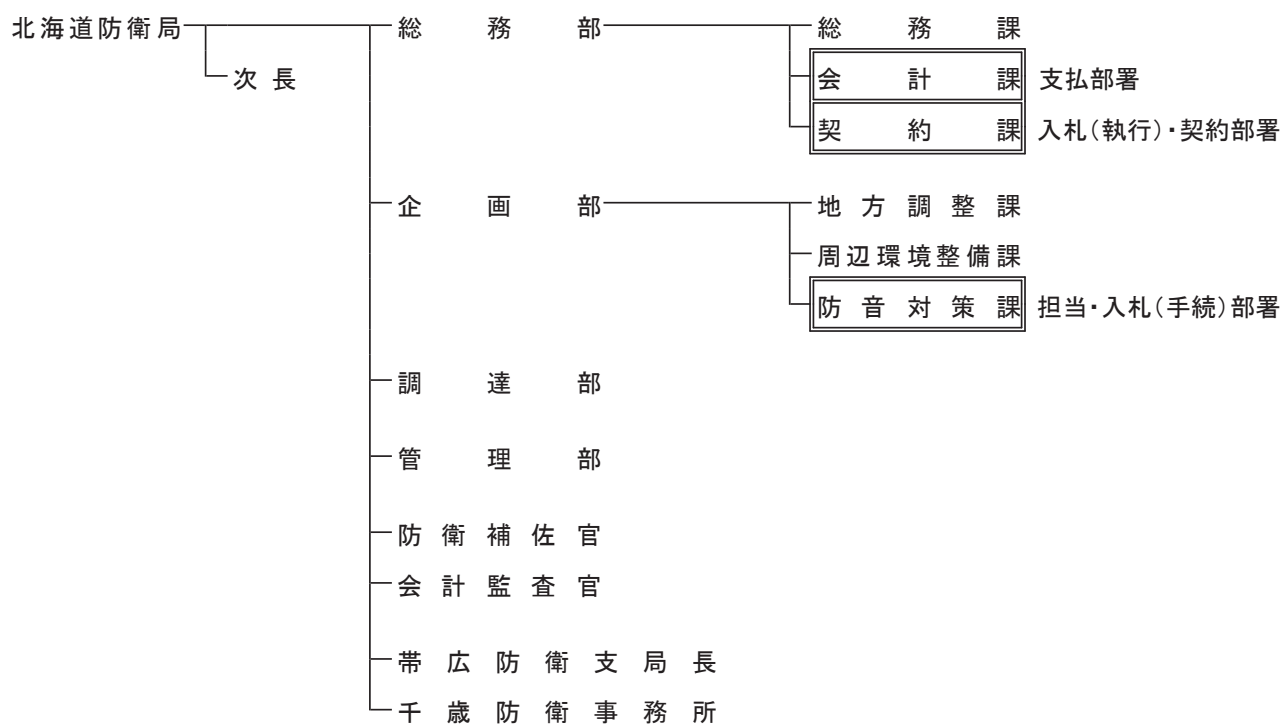 北海道防衛局 総務部 総務課
次長 会計課 支払部署
契約課 入札(執行)・契約部署
企画部 地方調整課
周辺環境整備課
防音対策課 担当・入札(手続)部署
調達部
管理部
防衛補佐官
会計監査官
帯広防衛支局長
千歳防衛事務所